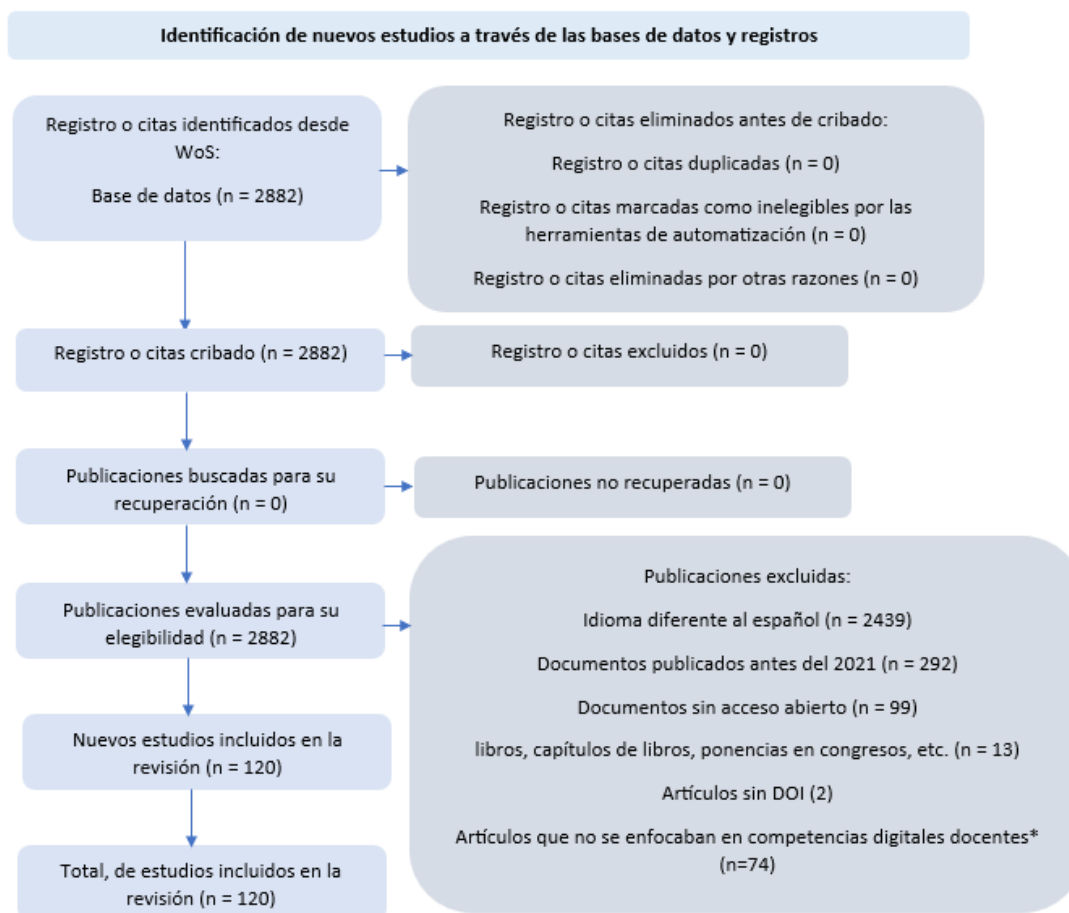 Identificación de nuevos estudios a través de las bases de datos y registros
Registro o citas identificados desde
WoS:
Base de datos (n = 2882)
Registro o citas eliminados antes de cribado:
Registro o citas duplicadas (n = 0)
Registro o citas marcadas como inelegibles por las
herramientas de automatización (n = 0)
Registro o citas eliminadas por otras razones (n = 0)
Registro o citas cribado (n = 2882)
Registro o citas excluidos (n = 0)
Publicaciones buscadas para su
recuperación (n = 0)
Publicaciones no recuperadas (n = 0)
Publicaciones evaluadas para su
elegibilidad (n = 2882)
Publicaciones excluidas:
Idioma diferente al español (n = 2439)
Documentos publicados antes del 2021 (n = 292)
Documentos sin acceso abierto (n = 99)
libros, capítulos de libros, ponencias en congresos, etc. (n = 13)
Artículos sin DOI (2)
Artículos que no se enfocaban en competencias digitales docentes*
(n=74)
Nuevos estudios incluidos en la
revisión (n = 120)
Total, de estudios incluidos en la
revisión (n = 120)